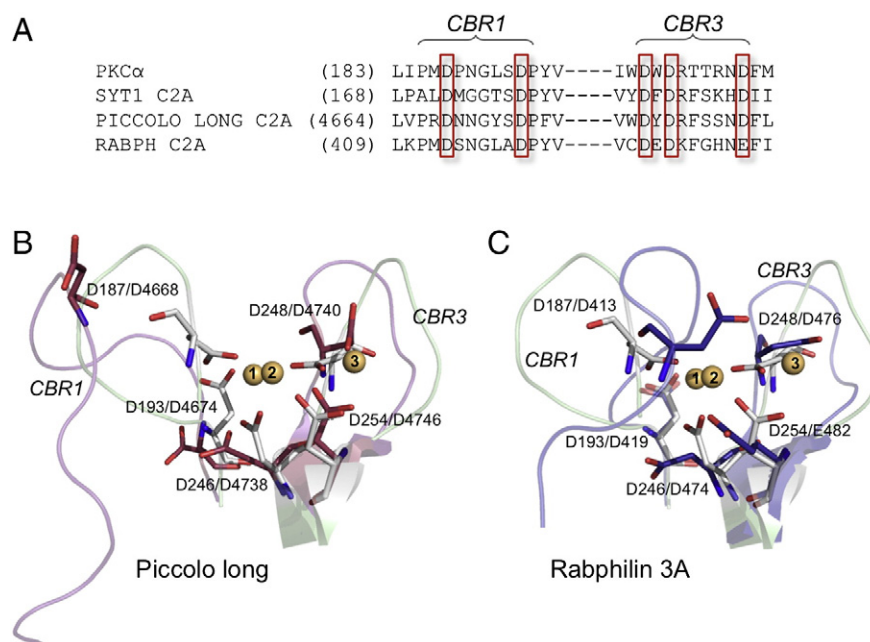 A
CBR1 CBR3
PKCα (183) LIPMDPNGLSDPYV----IWDWDRTTRNDFM
SYT1 C2A (168) LPALDMGGTSDPYV----VYDFDRFSKHDII
PICCOLO LONG C2A (4664) LVPRDNNGYSDPFV----VWDYDRFSSNDFL
RABPH C2A (409) LKPMDSNGLADPYV----VCDEDKFGHNEFI
B
D187/D4668
D248/D4740
CBR3
1 2 3
CBR1
D193/D4674
D254/D4746
D246/D4738
Piccolo long
C
CBR3
D187/D413
D248/D476
CBR1
1 2 3
D193/D419
D254/E482
D246/D474
Rabphilin 3A